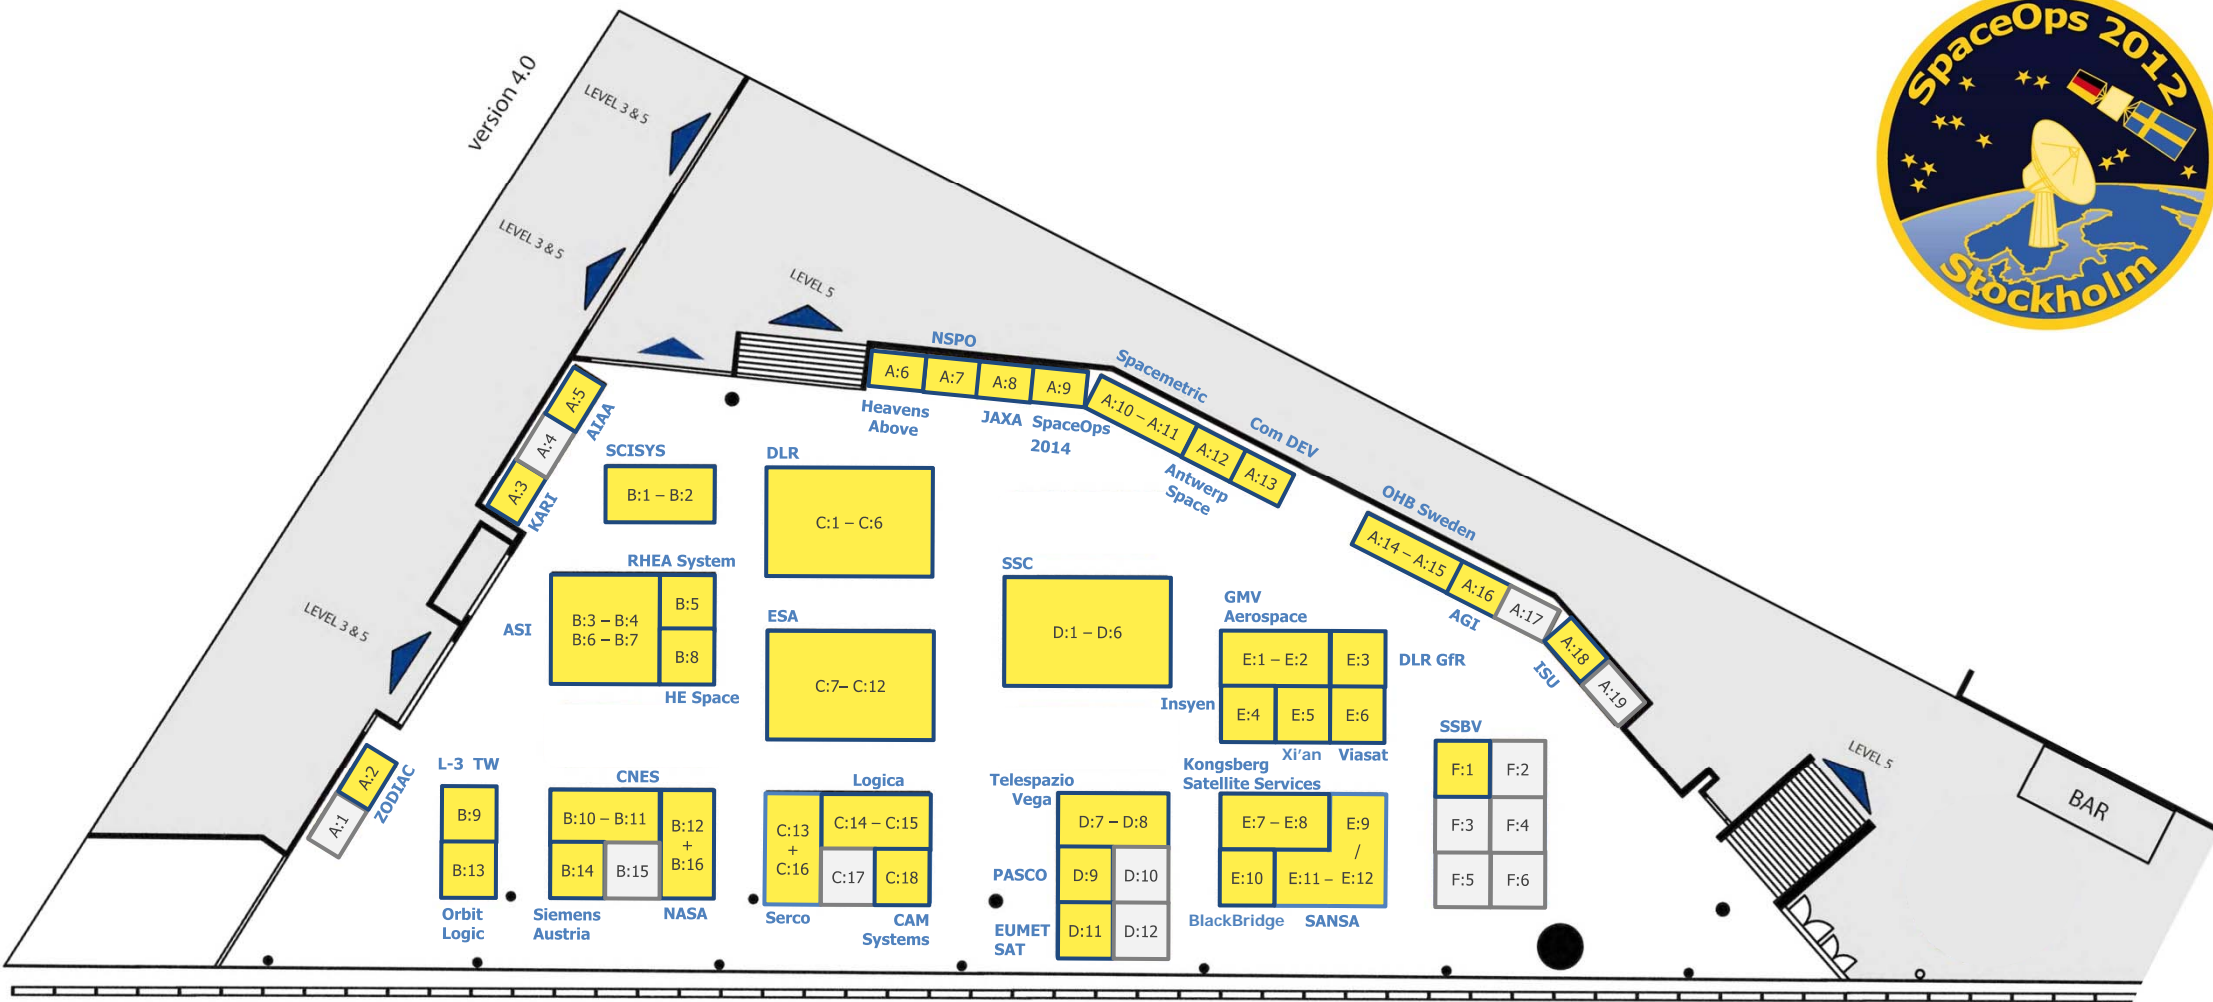 version 4.0
SpaceOps 2012
Stockholm
LEVEL 3 & 5
LEVEL 3 & 5
LEVEL 5
LEVEL 3 & 5
LEVEL 5
BAR
NSPO
A:6
A:7
A:8
A:9
Heavens
Above
JAXA
SpaceOps
2014
Spacemetric
A:10 – A:11
A:12
A:13
Antwerp
Space
Com DEV
OHB Sweden
A:14 – A:15
A:16
A:17
AGI
A:18
A:19
ISU
A:5
AIAA
A:4
A:3
KARI
A:2
ZODIAC
A:1
SCISYS
B:1 – B:2
RHEA System
ASI
B:3 – B:4
B:6 – B:7
B:5
B:8
HE Space
L-3 TW
B:9
B:13
Orbit
Logic
CNES
B:10 – B:11
B:12
+
B:16
B:14
B:15
Siemens
Austria
NASA
DLR
C:1 – C:6
ESA
C:7– C:12
Logica
C:13
+
C:16
C:14 – C:15
C:17
C:18
Serco
CAM
Systems
SSC
D:1 – D:6
Telespazio
Vega
D:7 – D:8
PASCO
D:9
D:10
EUMET
SAT
D:11
D:12
GMV
Aerospace
E:1 – E:2
E:3
DLR GfR
Insyen
E:4
E:5
E:6
Xi’an
Viasat
Kongsberg
Satellite Services
E:7 – E:8
E:9
/
E:10
E:11 – E:12
BlackBridge
SANSA
SSBV
F:1
F:2
F:3
F:4
F:5
F:6